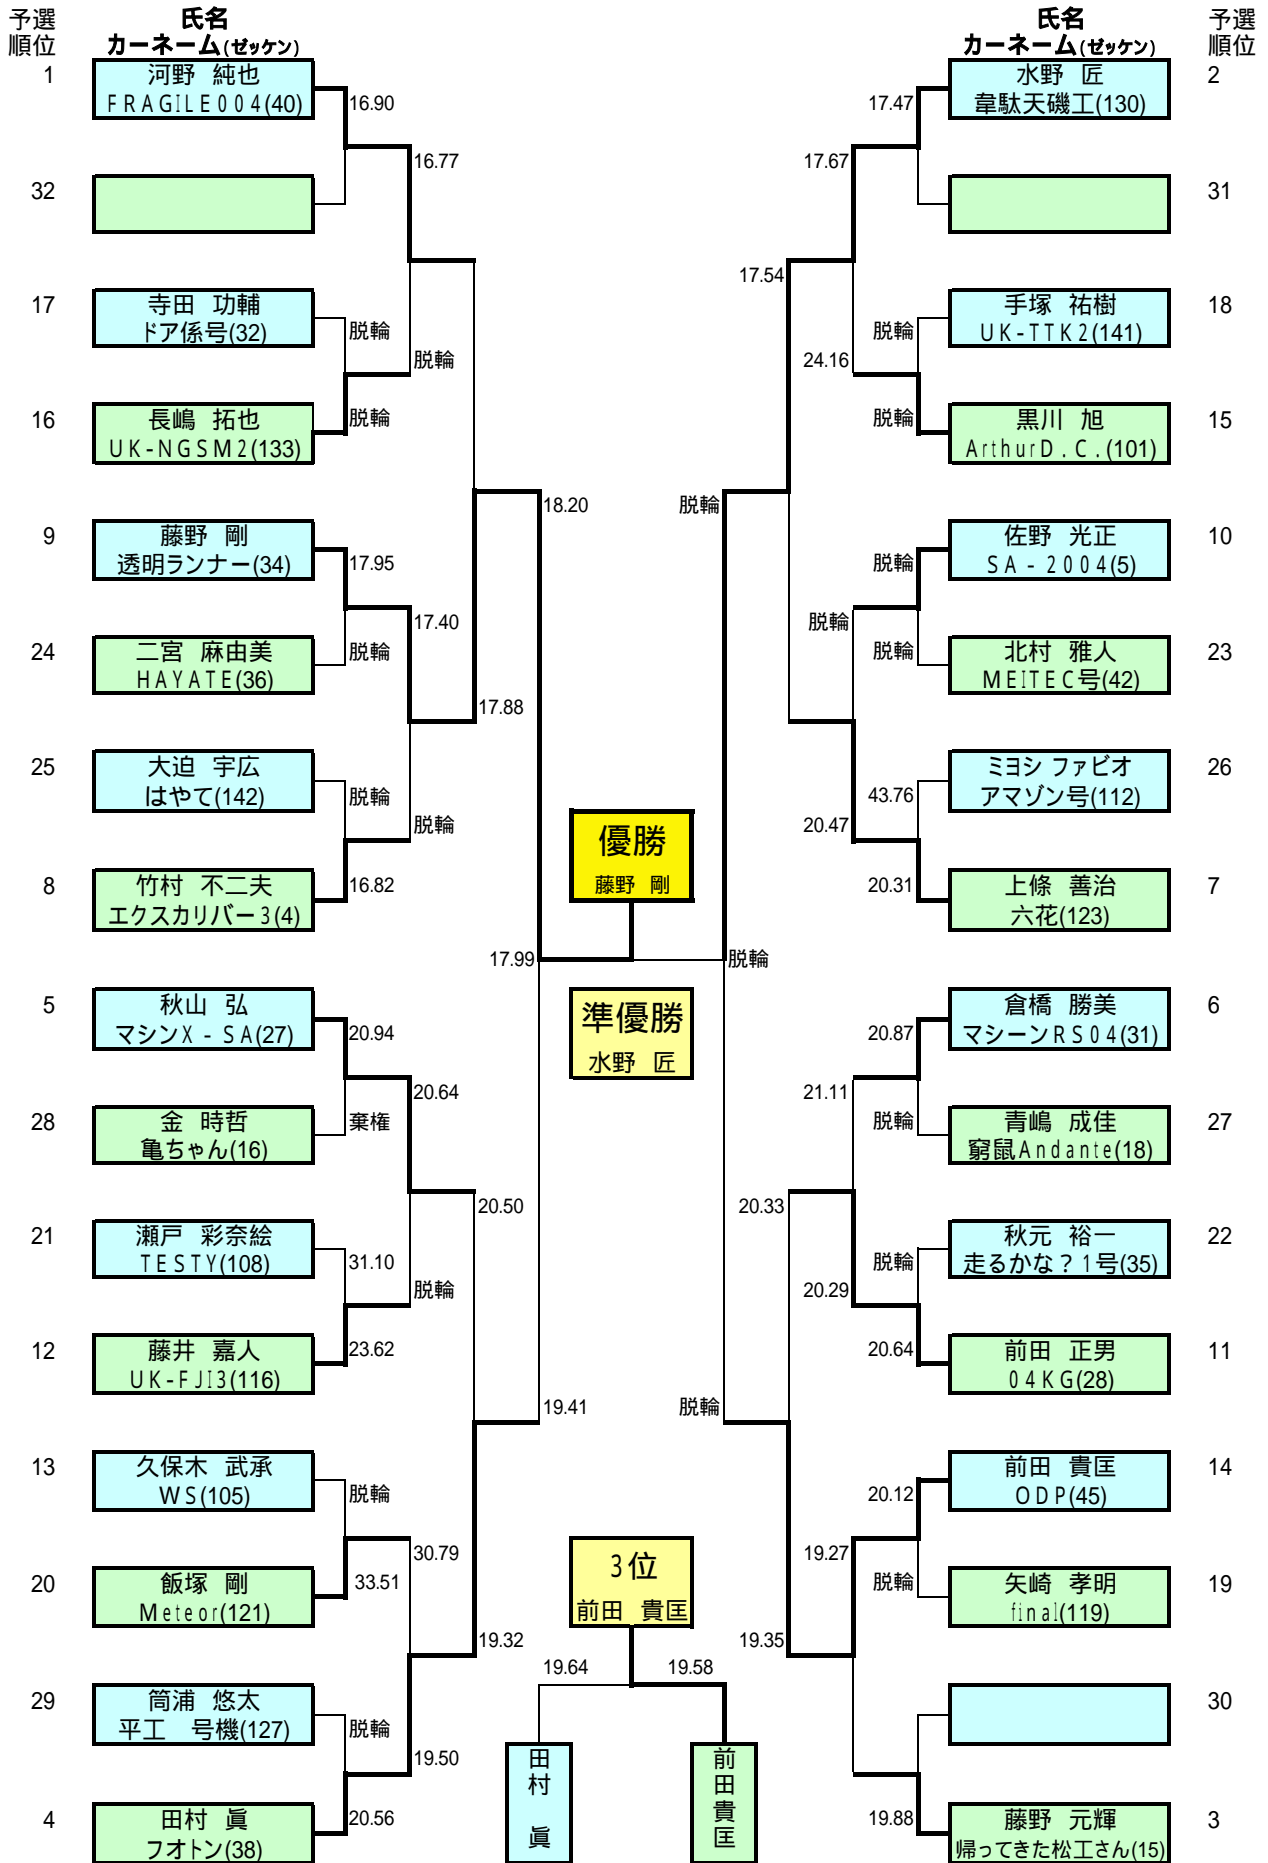 予選
順位
氏名
カーネーム(ゼッケン)
氏名
カーネーム(ゼッケン)
予選
順位
1
河野 純也
FRAGILE004(40)
16.90
16.77
32
17
寺田 功輔
ドア係号(32)
脱輪
脱輪
16
長嶋 拓也
UK-NGSM2(133)
脱輪
18.20
9
藤野 剛
透明ランナー(34)
17.95
17.40
24
二宮 麻由美
HAYATE(36)
脱輪
17.88
25
大迫 宇広
はやて(142)
脱輪
脱輪
8
竹村 不二夫
エクスカリバー3(4)
16.82
17.99
5
秋山 弘
マシンX-SA(27)
20.94
20.64
28
金 時哲
亀ちゃん(16)
棄権
20.50
21
瀬戸 彩奈絵
TESTY(108)
31.10
脱輪
12
藤井 嘉人
UK-FJI3(116)
23.62
19.41
13
久保木 武承
WS(105)
脱輪
30.79
20
飯塚 剛
Meteor(121)
33.51
19.32
29
筒浦 悠太
平工 号機(127)
脱輪
19.50
4
田村 眞
フオトン(38)
20.56
優勝
藤野 剛
準優勝
水野 匠
3位
前田 貴匡
19.64
19.58
田村 眞
前田貴匡
水野 匠
韋駄天磯工(130)
2
17.47
17.67
31
17.54
手塚 祐樹
UK-TTK2(141)
18
脱輪
24.16
黒川 旭
ArthurD.C.(101)
15
脱輪
脱輪
佐野 光正
SA-2004(5)
10
脱輪
脱輪
北村 雅人
MEITEC号(42)
23
脱輪
ミヨシ ファビオ
アマゾン号(112)
26
43.76
20.47
上條 善治
六花(123)
7
20.31
脱輪
倉橋 勝美
マシーンRS04(31)
6
20.87
21.11
青嶋 成佳
窮鼠Andante(18)
27
脱輪
20.33
秋元 裕一
走るかな?1号(35)
22
脱輪
20.29
前田 正男
04KG(28)
11
20.64
脱輪
前田 貴匡
ODP(45)
14
20.12
19.27
矢崎 孝明
final(119)
19
脱輪
19.35
30
藤野 元輝
帰ってきた松工さん(15)
3
19.88